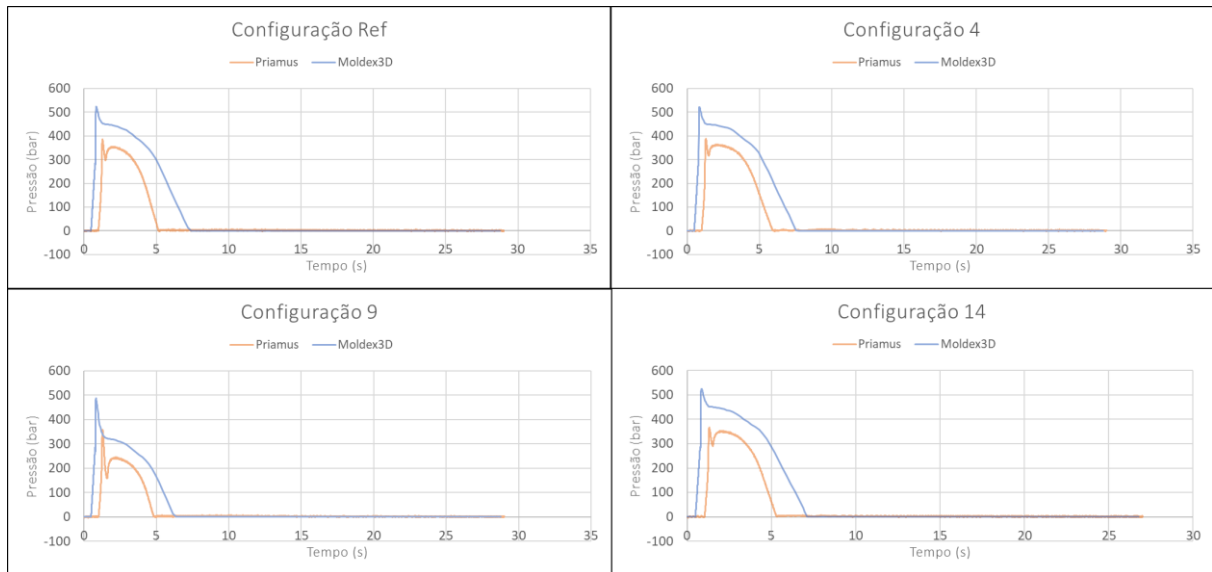 Configuração Ref
Priamus Moldex3D
600
500
400
300
200
100
0
-100
Pressão (bar)
0 5 10 15 20 25 30 35
Tempo (s)
Configuração 4
Priamus Moldex3D
600
500
400
300
200
100
0
-100
Pressão (bar)
0 5 10 15 20 25 30 35
Tempo (s)
Configuração 9
Priamus Moldex3D
600
500
400
300
200
100
0
-100
Pressão (bar)
0 5 10 15 20 25 30 35
Tempo (s)
Configuração 14
Priamus Moldex3D
600
500
400
300
200
100
0
-100
Pressão (bar)
0 5 10 15 20 25 30
Tempo (s)